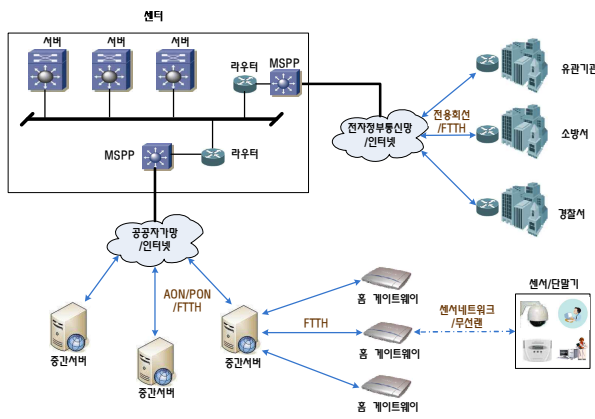 센터
서버
서버
서버
라우터
MSPP
MSPP
라우터
전자정부통신망
/인터넷
전용회선
/FTTH
유관기관
소방서
경찰서
공공자가망
/인터넷
AON/PON
/FTTH
중간서버
중간서버
중간서버
FTTH
홈 게이트웨이
홈 게이트웨이
홈 게이트웨이
센서네트워크
/무선랜
센서/단말기